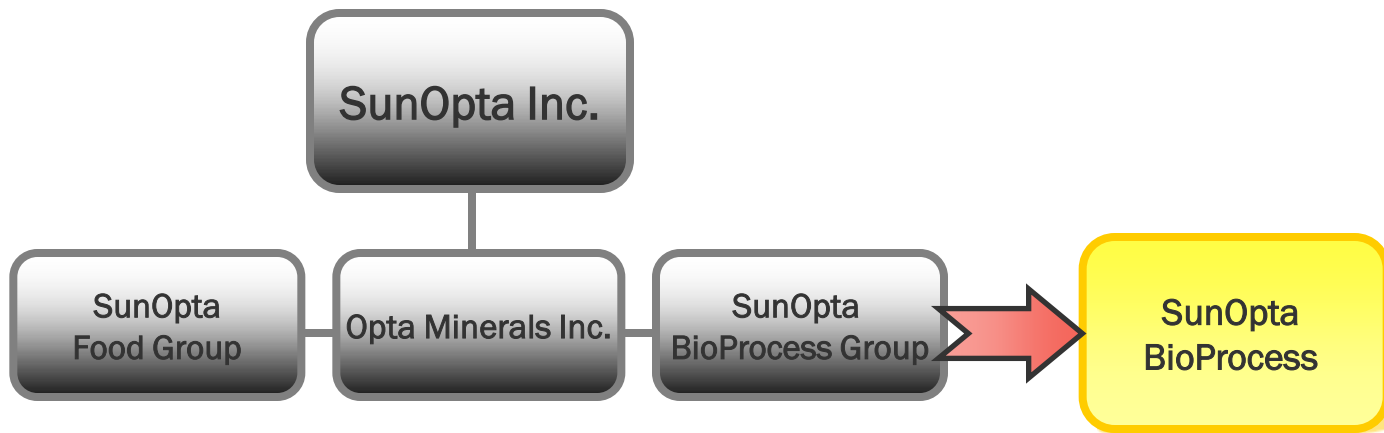 SunOpta Inc.
SunOpta
Food Group
Opta Minerals Inc.
SunOpta
BioProcess Group
SunOpta
BioProcess